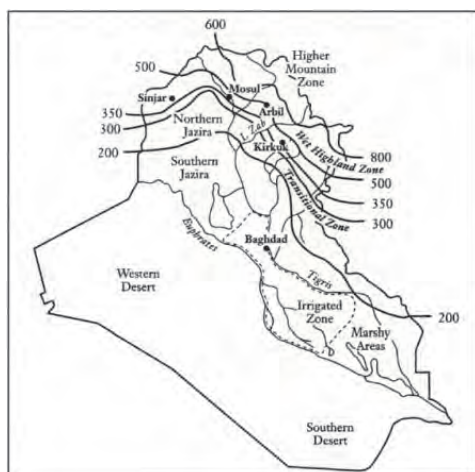 600
Higher
Mountain
Zone
500
Mosul
Sinjar
Arbil
350
300
Northern
Jazira
L. Zab
Kirkuk
Wet Highland Zone
800
200
500
Southern
Jazira
Transitional Zone
350
300
Euphrates
Baghdad
Western
Desert
Tigris
Irrigated
Zone
200
Marshy
Areas
Southern
Desert